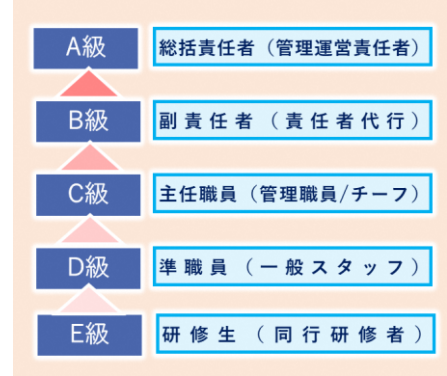 A級 総括責任者（管理運営責任者）
B級 副責任者（責任者代行）
C級 主任職員（管理職員/チーフ）
D級 準職員（一般スタッフ）
E級 研修生（同行研修者）